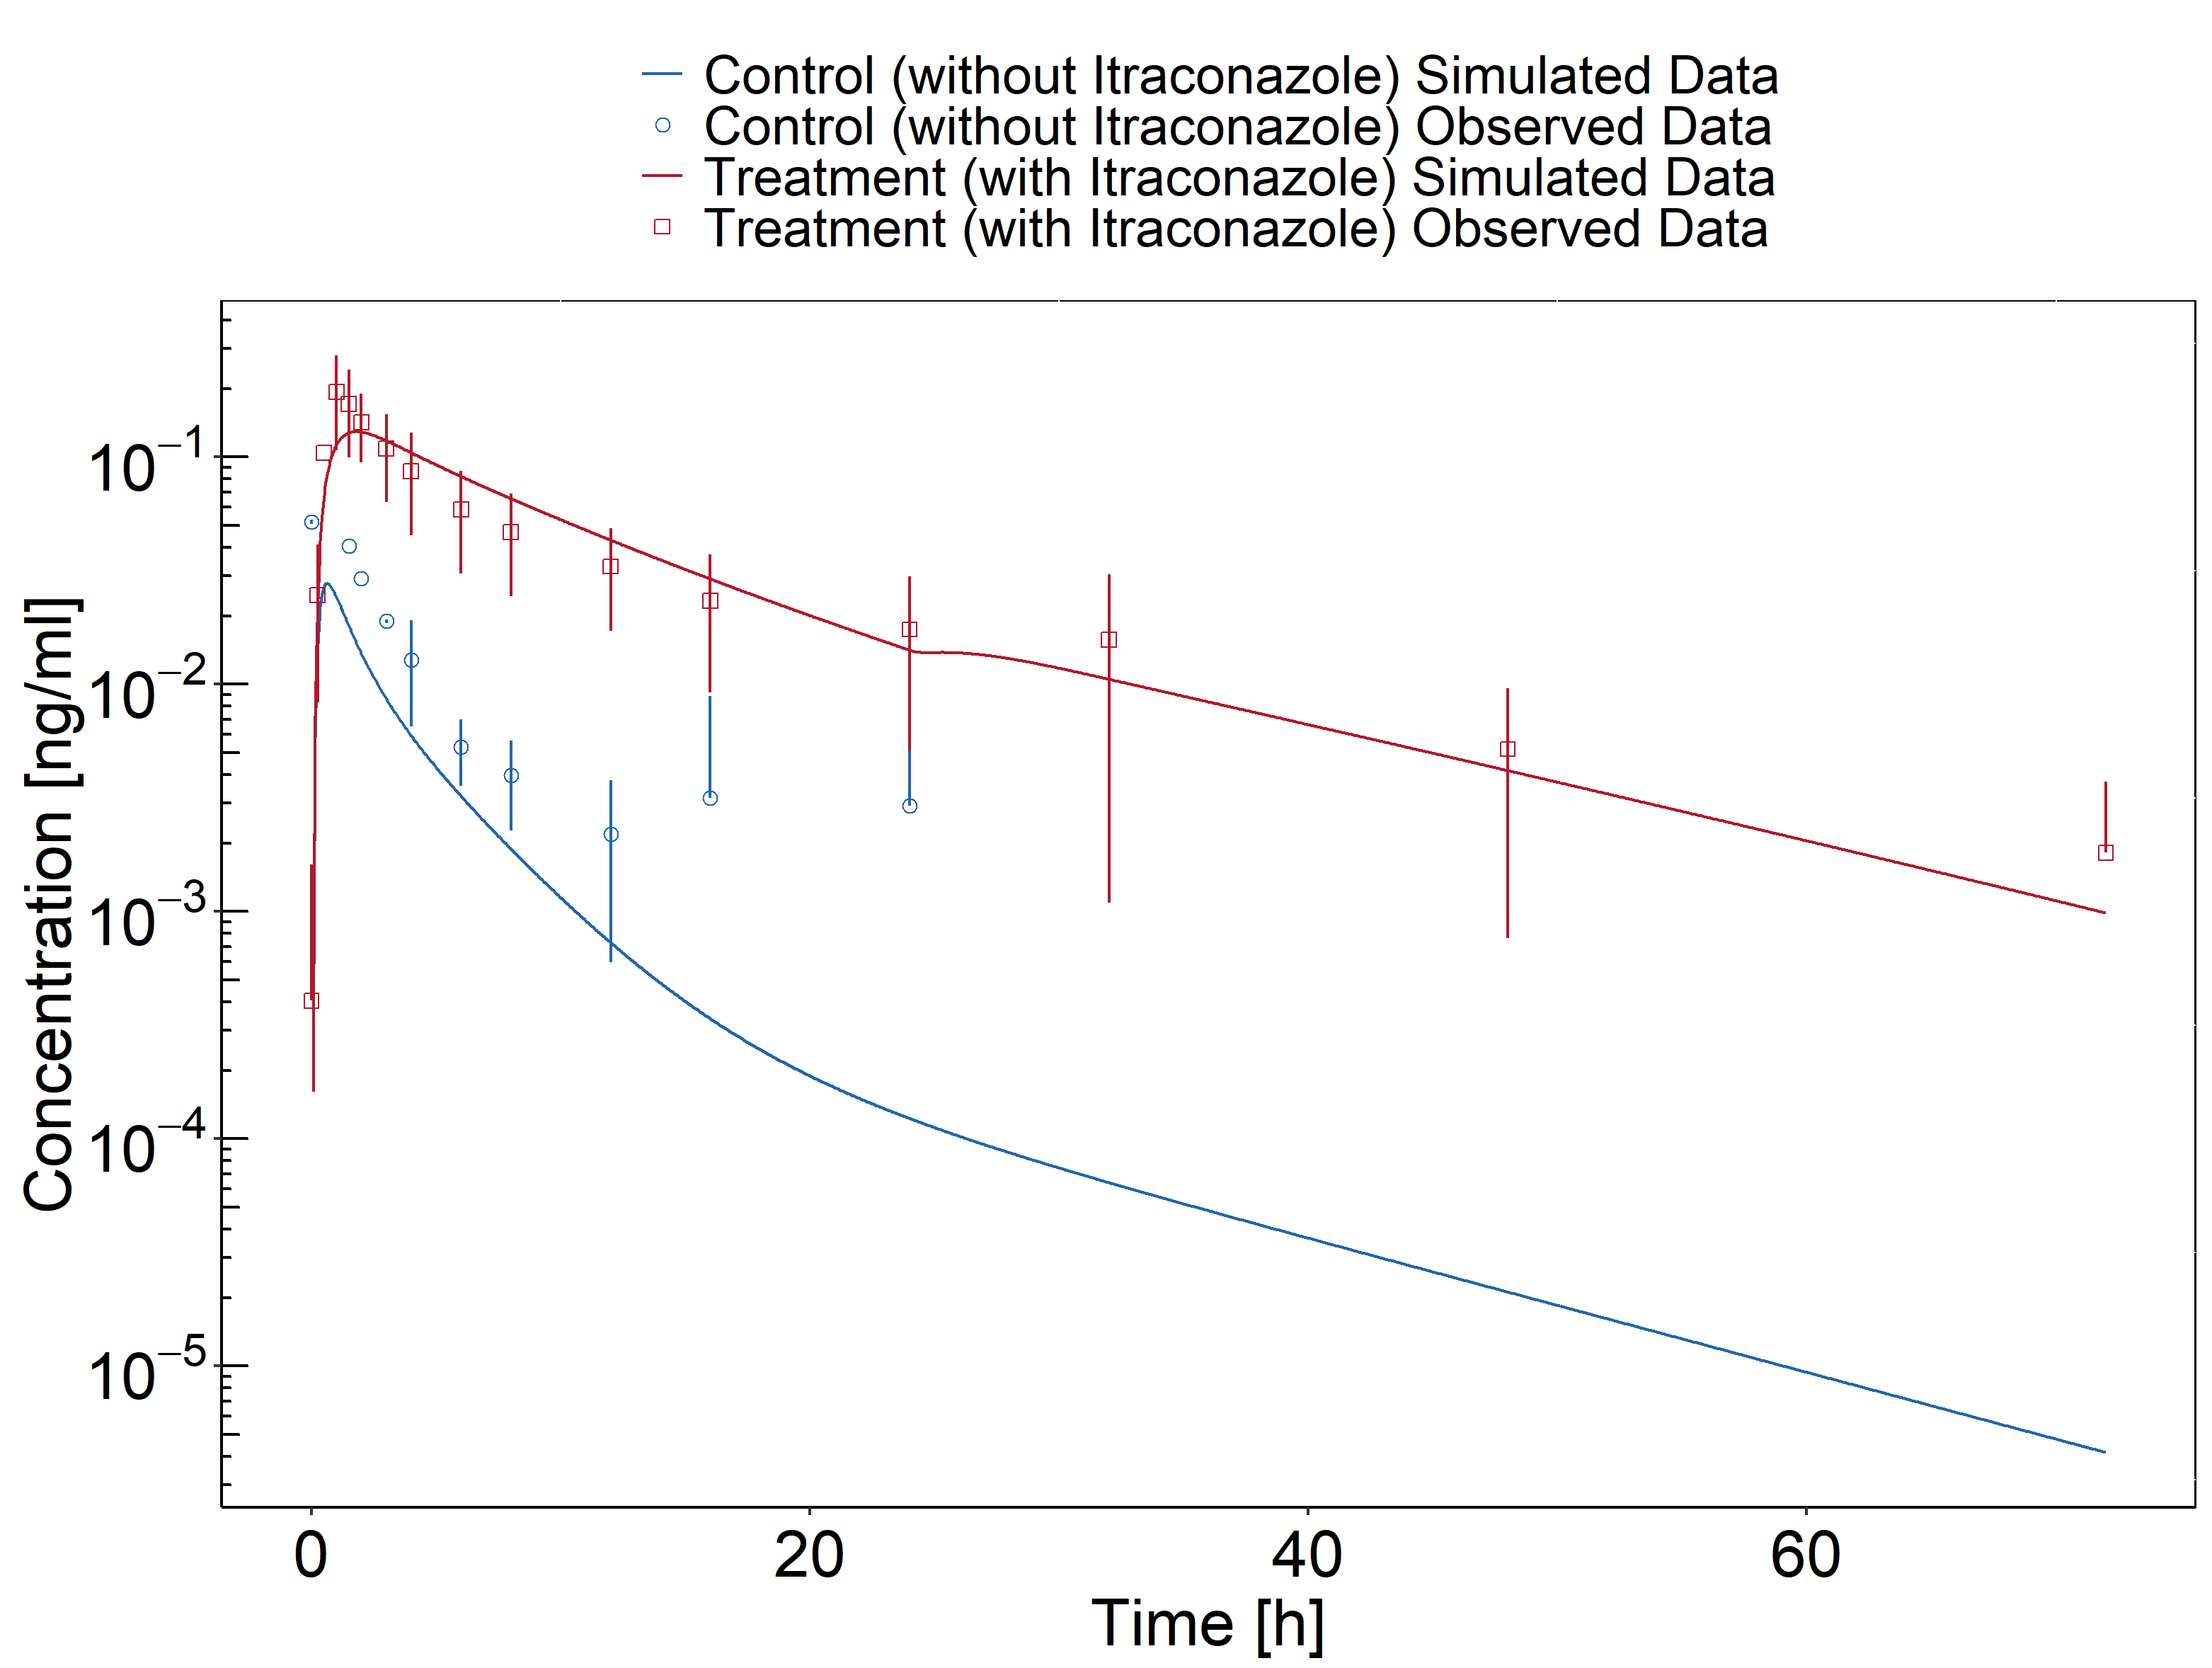 Control (without Itraconazole) Simulated Data
Control (without Itraconazole) Observed Data
Treatment (with Itraconazole) Simulated Data
Treatment (with Itraconazole) Observed Data
Concentration [ng/ml]
10⁻¹
10⁻²
10⁻³
10⁻⁴
10⁻⁵
0 20 40 60
Time [h]